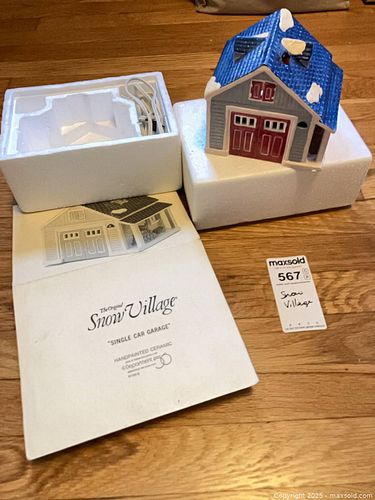 maxsold
567
Snow
Village
The Original
Snow Village
"SINGLE CAR GARAGE"
HANDPAINTED CERAMIC
Department 56
Copyright 2025 - maxsold.com